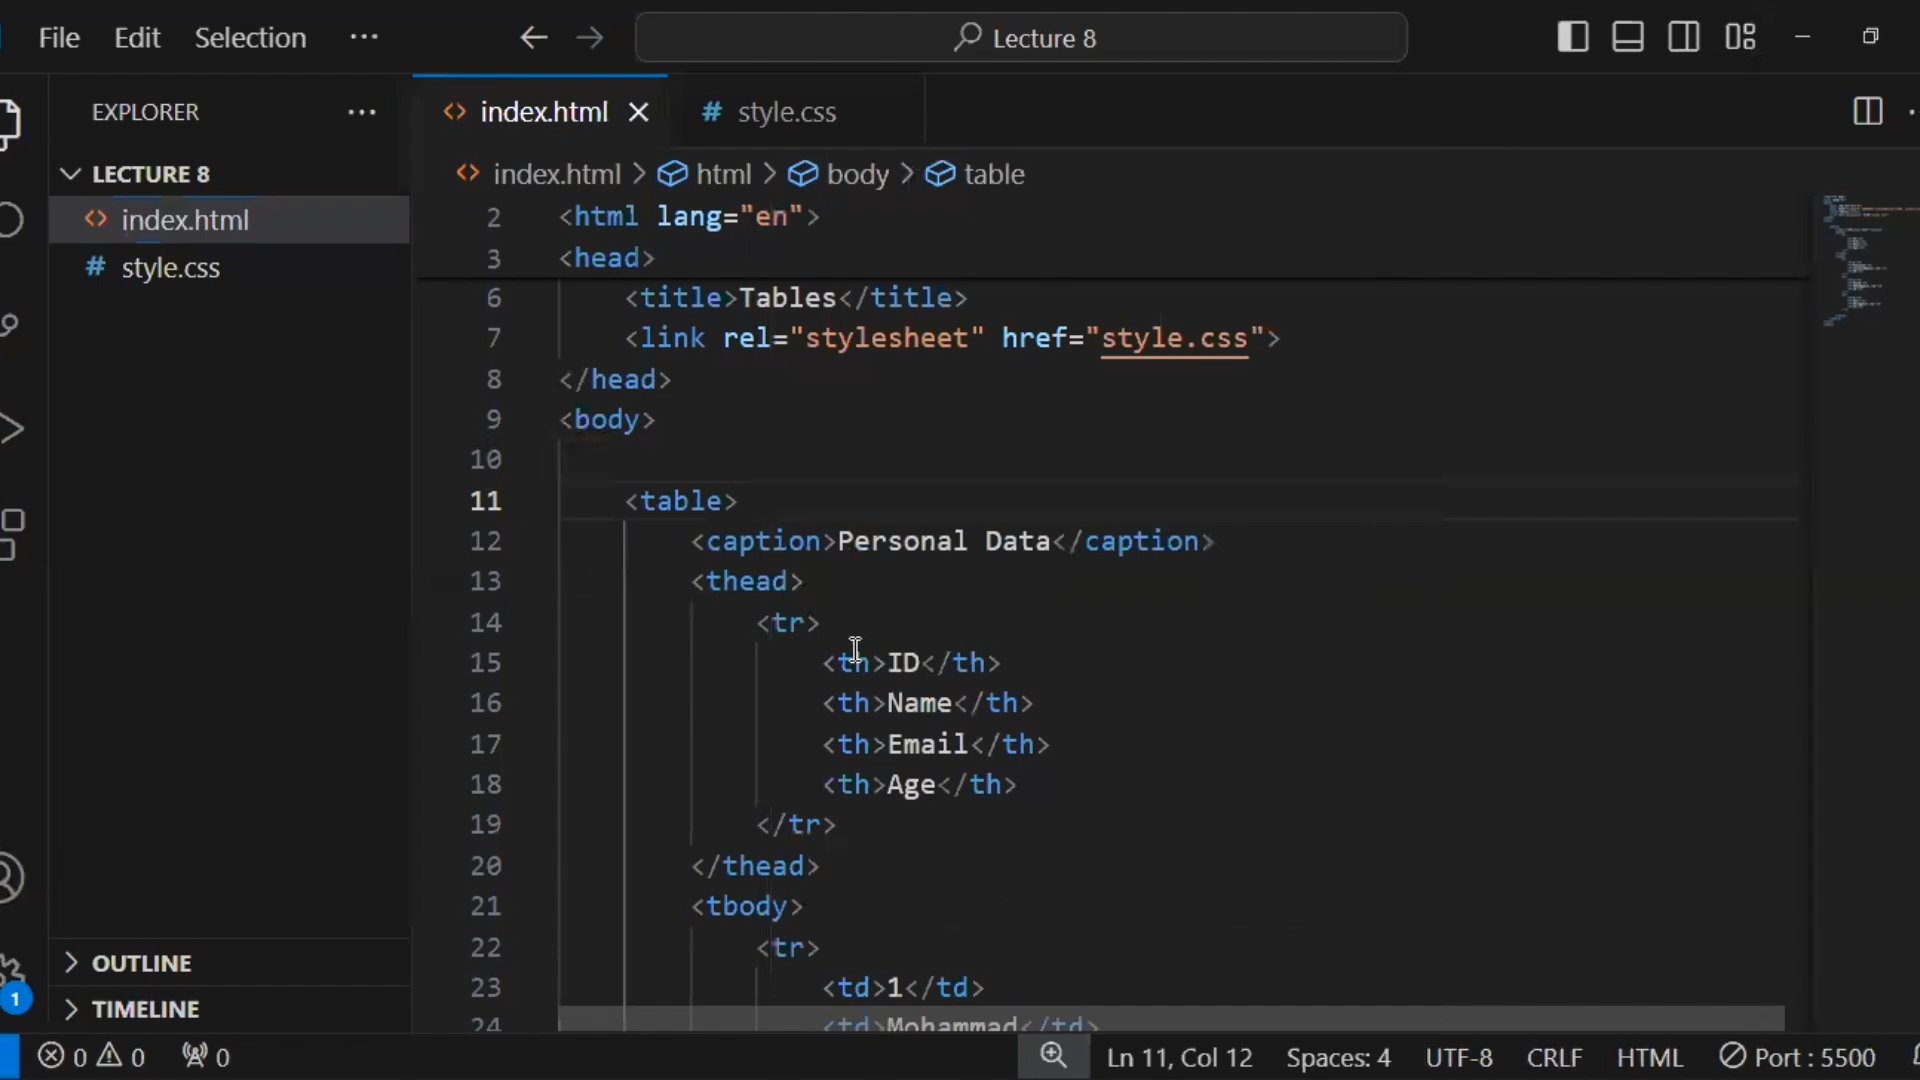 File Edit Selection ···
Lecture 8
EXPLORER ···
LECTURE 8
index.html
# style.css
OUTLINE
TIMELINE
index.html
# style.css
index.html > html > body > table
2 <html lang="en">
3 <head>
6 <title>Tables</title>
7 <link rel="stylesheet" href="style.css">
8 </head>
9 <body>
10
11 <table>
12 <caption>Personal Data</caption>
13 <thead>
14 <tr>
15 <th>ID</th>
16 <th>Name</th>
17 <th>Email</th>
18 <th>Age</th>
19 </tr>
20 </thead>
21 <tbody>
22 <tr>
23 <td>1</td>
24 <td>Mohammad</td>
1
0 0 0 Ln 11, Col 12 Spaces: 4 UTF-8 CRLF HTML Port : 5500